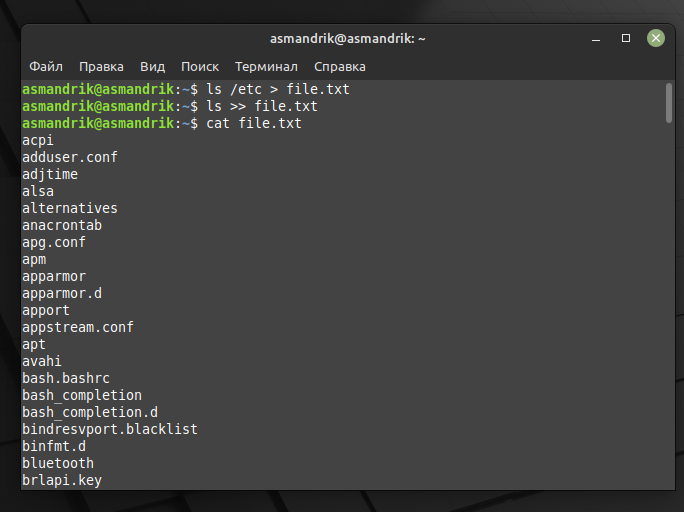 asmandrik@asmandrik: ~
Файл Правка Вид Поиск Терминал Справка
asmandrik@asmandrik:~$ ls /etc > file.txt
asmandrik@asmandrik:~$ ls >> file.txt
asmandrik@asmandrik:~$ cat file.txt
acpi
adduser.conf
adjtime
alsa
alternatives
anacrontab
apg.conf
apm
apparmor
apparmor.d
apport
appstream.conf
apt
avahi
bash.bashrc
bash_completion
bash_completion.d
bindresvport.blacklist
binfmt.d
bluetooth
brlapi.key